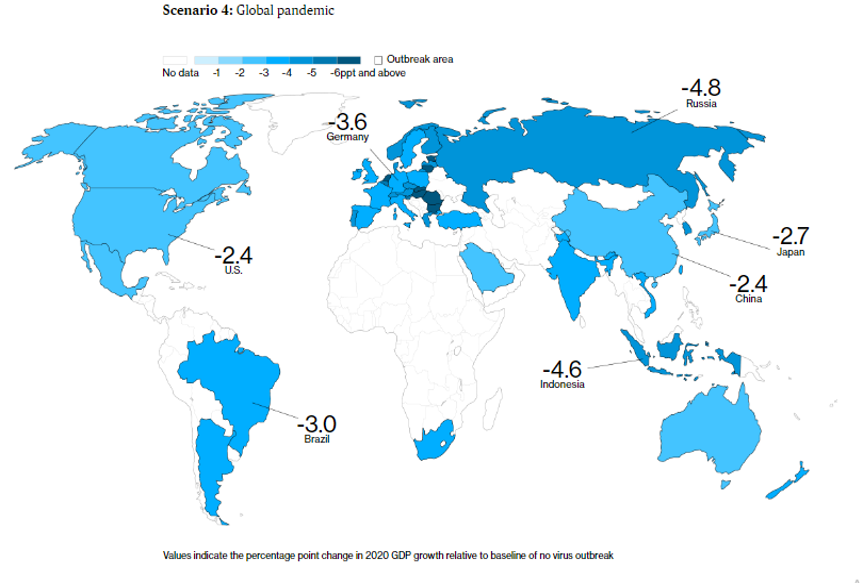 Scenario 4: Global pandemic
Outbreak area
No data -1 -2 -3 -4 -5 -6ppt and above
-4.8
Russia
-3.6
Germany
-2.4
U.S.
-2.7
Japan
-2.4
China
-4.6
Indonesia
-3.0
Brazil
Values indicate the percentage point change in 2020 GDP growth relative to baseline of no virus outbreak